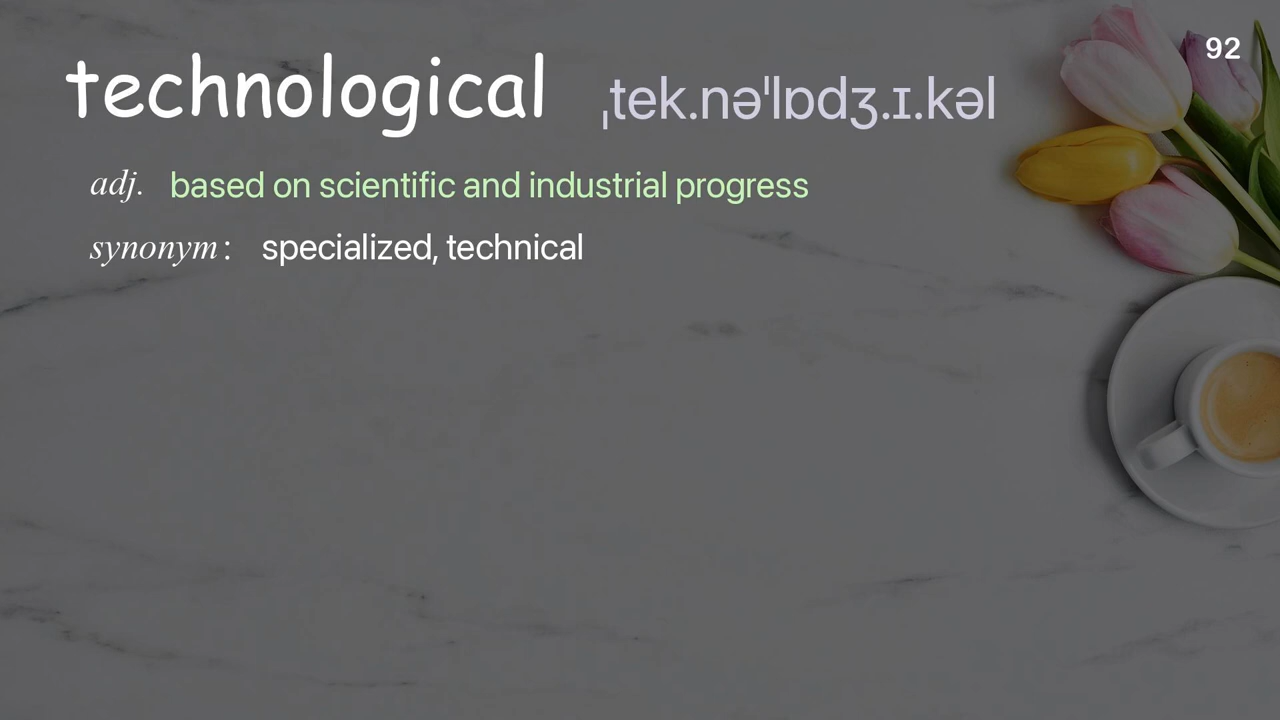 92
technological ˌtek.nəˈlɒdʒ.ɪ.kəl
adj. based on scientific and industrial progress
synonym: specialized, technical